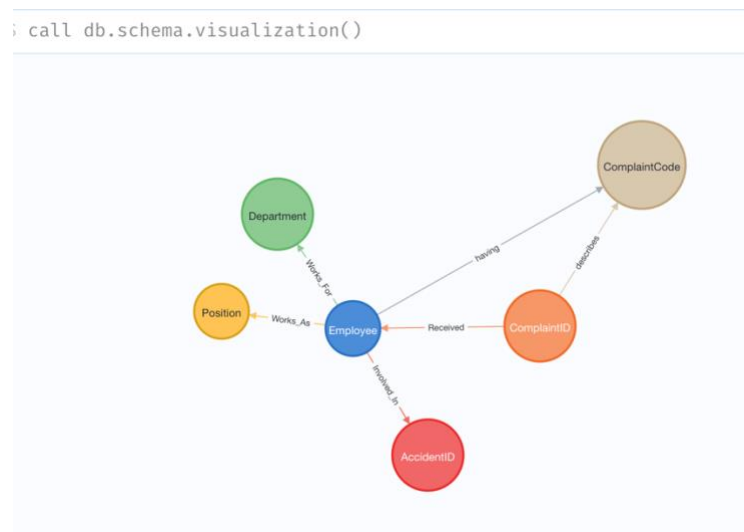 call db.schema.visualization()
ComplaintCode
Department
having
describes
Works_For
Position
Works_As
Employee
Received
ComplaintID
Involved_In
AccidentID